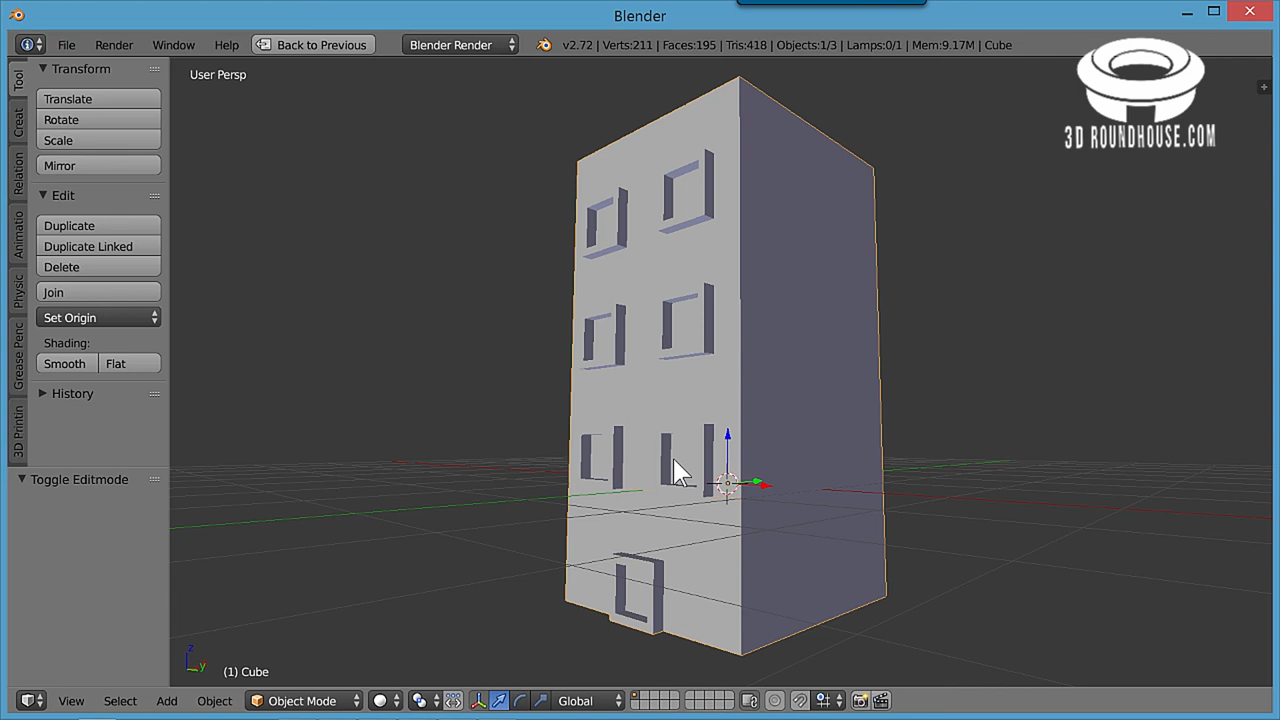 Blender
File Render Window Help Back to Previous Blender Render v2.72 | Verts:211 | Faces:195 | Tris:418 | Objects:1/3 | Lamps:0/1 | Mem:9.17M | Cube
Transform
User Persp
3D ROUNDHOUSE.COM
Translate
Rotate
Scale
Mirror
Edit
Duplicate
Duplicate Linked
Delete
Join
Set Origin
Shading:
Smooth Flat
History
Toggle Editmode
Tool
Creat
Relation
Animatio
Physic
Grease Penc
3D Printin
z
y
(1) Cube
View Select Add Object Object Mode Global